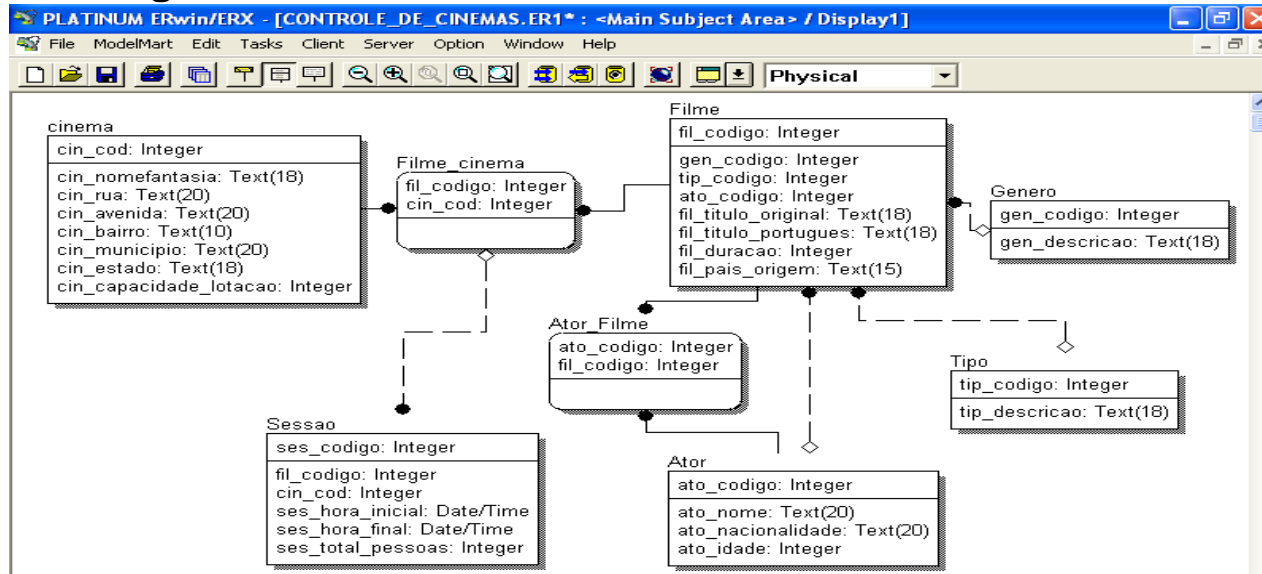 PLATINUM ERwin/ERX - [CONTROLE_DE_CINEMAS.ER1* : <Main Subject Area> / Display1]
File ModelMart Edit Tasks Client Server Option Window Help
Physical
cinema
cin_cod: Integer
cin_nomefantasia: Text(18)
cin_rua: Text(20)
cin_avenida: Text(20)
cin_bairro: Text(10)
cin_municipio: Text(20)
cin_estado: Text(18)
cin_capacidade_lotacao: Integer
Filme_cinema
fil_codigo: Integer
cin_cod: Integer
Filme
fil_codigo: Integer
gen_codigo: Integer
tip_codigo: Integer
ato_codigo: Integer
fil_titulo_original: Text(18)
fil_titulo_portugues: Text(18)
fil_duracao: Integer
fil_pais_origem: Text(15)
Genero
gen_codigo: Integer
gen_descricao: Text(18)
Ator_Filme
ato_codigo: Integer
fil_codigo: Integer
Tipo
tip_codigo: Integer
tip_descricao: Text(18)
Sessao
ses_codigo: Integer
fil_codigo: Integer
cin_cod: Integer
ses_hora_inicial: Date/Time
ses_hora_final: Date/Time
ses_total_pessoas: Integer
Ator
ato_codigo: Integer
ato_nome: Text(20)
ato_nacionalidade: Text(20)
ato_idade: Integer